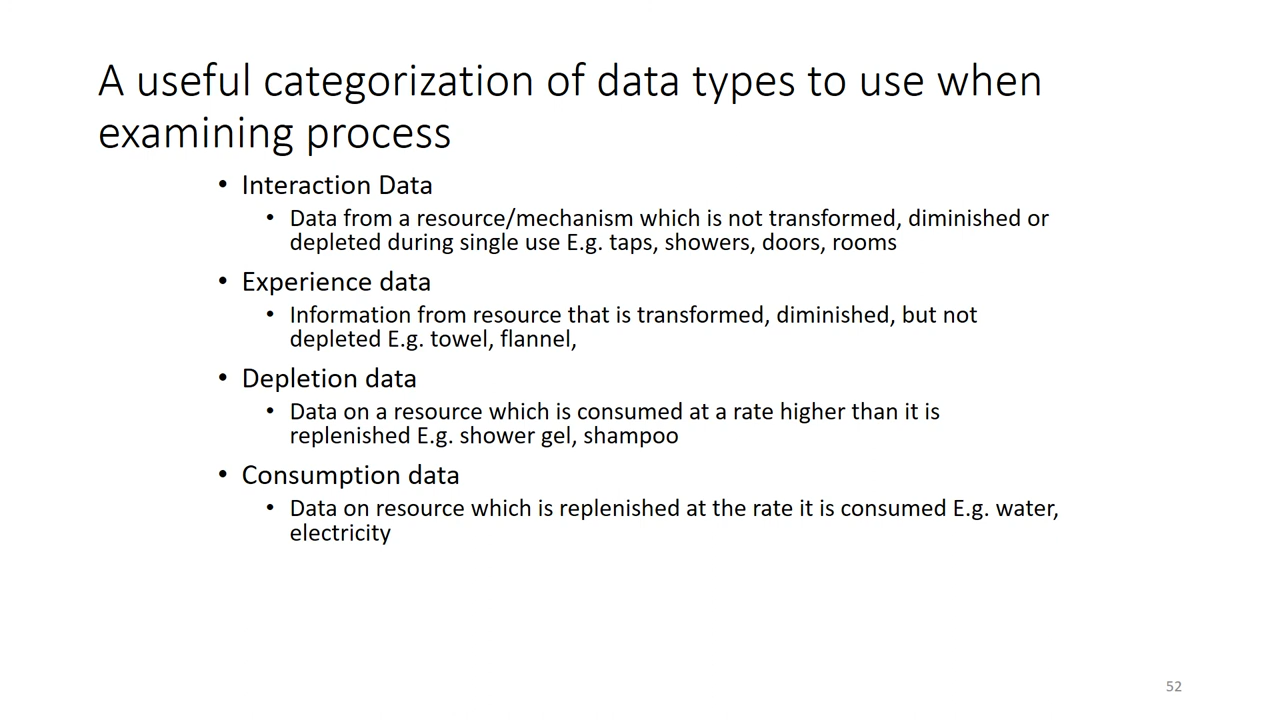 A useful categorization of data types to use when
examining process
• Interaction Data
• Data from a resource/mechanism which is not transformed, diminished or
depleted during single use E.g. taps, showers, doors, rooms
• Experience data
• Information from resource that is transformed, diminished, but not
depleted E.g. towel, flannel,
• Depletion data
• Data on a resource which is consumed at a rate higher than it is
replenished E.g. shower gel, shampoo
• Consumption data
• Data on resource which is replenished at the rate it is consumed E.g. water,
electricity
52